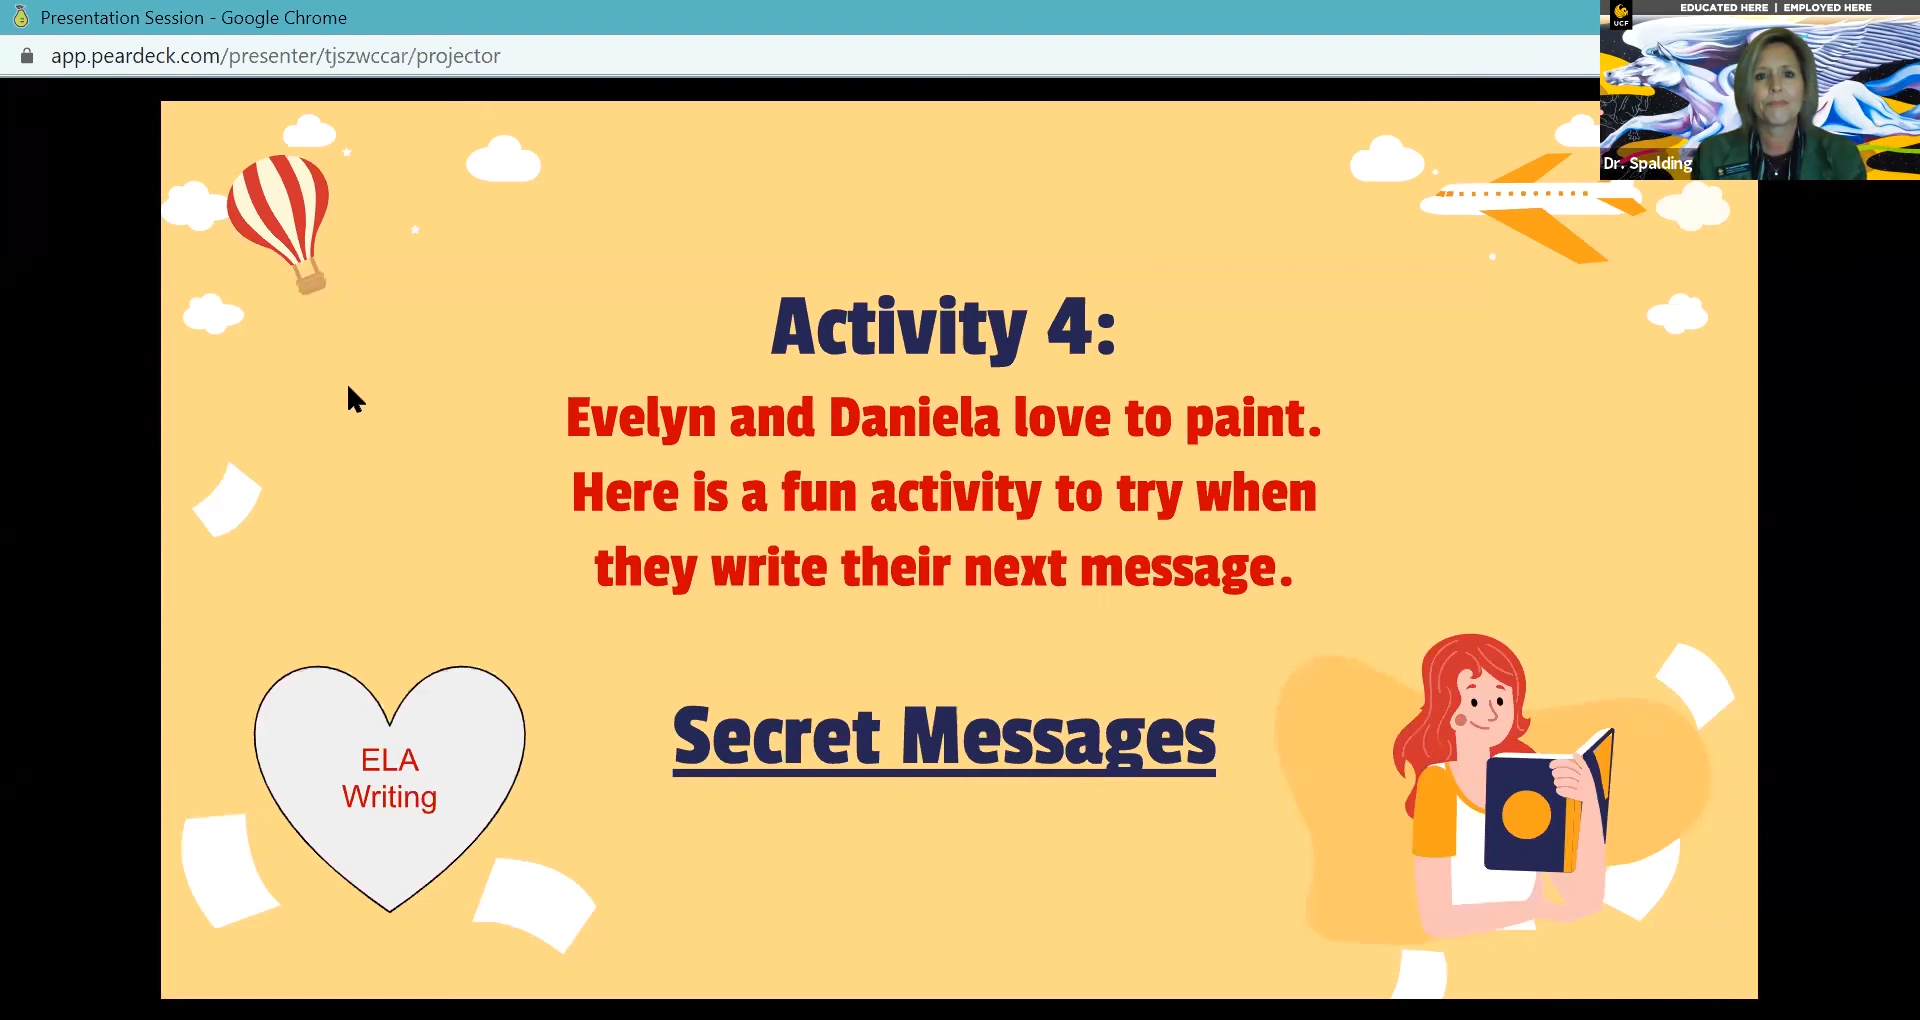 Presentation Session - Google Chrome
app.peardeck.com/presenter/tjszwccar/projector
EDUCATED HERE | EMPLOYED HERE
UCF
Dr. Spalding
Activity 4:
Evelyn and Daniela love to paint.
Here is a fun activity to try when
they write their next message.
Secret Messages
ELA
Writing